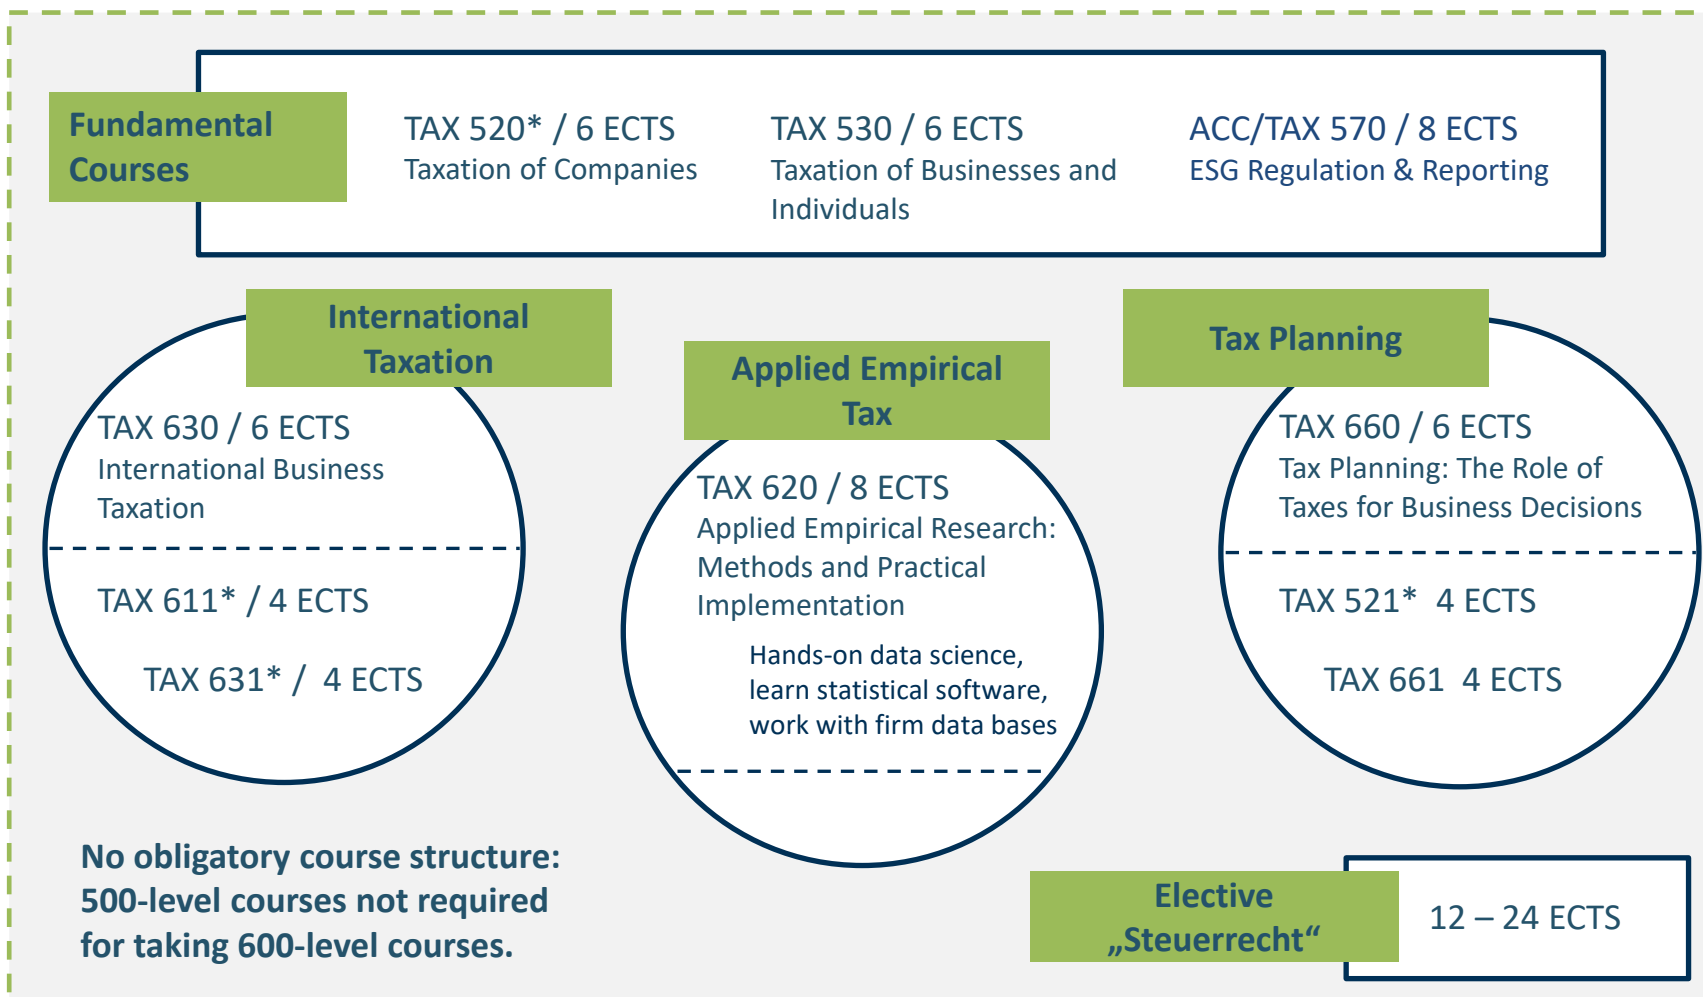 Fundamental
Courses
TAX 520* / 6 ECTS
Taxation of Companies
TAX 530 / 6 ECTS
Taxation of Businesses and
Individuals
ACC/TAX 570 / 8 ECTS
ESG Regulation & Reporting
International
Taxation
TAX 630 / 6 ECTS
International Business
Taxation
TAX 611* / 4 ECTS
TAX 631* /  4 ECTS
Applied Empirical
Tax
TAX 620 / 8 ECTS
Applied Empirical Research:
Methods and Practical
Implementation
Hands-on data science,
learn statistical software,
work with firm data bases
Tax Planning
TAX 660 / 6 ECTS
Tax Planning: The Role of
Taxes for Business Decisions
TAX 521*  4 ECTS
TAX 661  4 ECTS
No obligatory course structure:
500-level courses not required
for taking 600-level courses.
Elective
„Steuerrecht“
12 – 24 ECTS